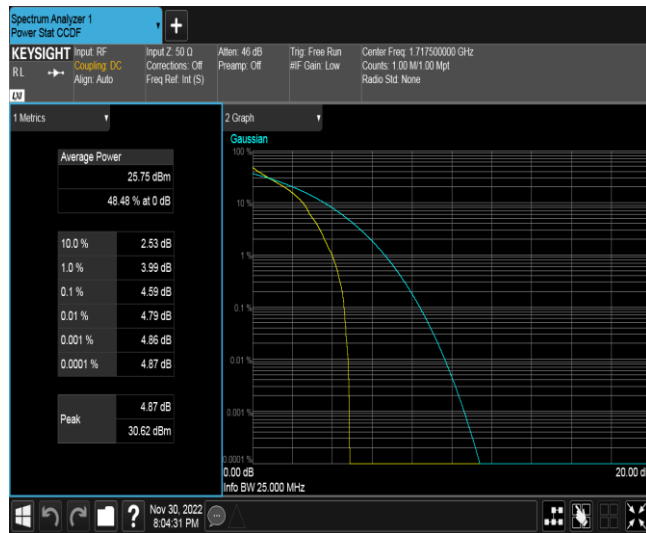 Spectrum Analyzer 1
Power Stat CCDF
+
KEYSIGHT
RL
LXI
Input: RF
Coupling: DC
Align: Auto
Input Z: 50 Ω
Corrections: Off
Freq Ref: Int (S)
Atten: 46 dB
Preamp: Off
Trig: Free Run
#IF Gain: Low
Center Freq: 1.717500000 GHz
Counts: 1.00 M/1.00 Mpt
Radio Std: None
1 Metrics
Average Power
25.75 dBm
48.48 % at 0 dB
10.0 % 2.53 dB
1.0 % 3.99 dB
0.1 % 4.59 dB
0.01 % 4.79 dB
0.001 % 4.86 dB
0.0001 % 4.87 dB
Peak
4.87 dB
30.62 dBm
2 Graph
Gaussian
100 %
10 %
1 %
0.1 %
0.01 %
0.001 %
0.0001 %
0.00 dB 20.00 d
Info BW 25.000 MHz
?
Nov 30, 2022
8:04:31 PM